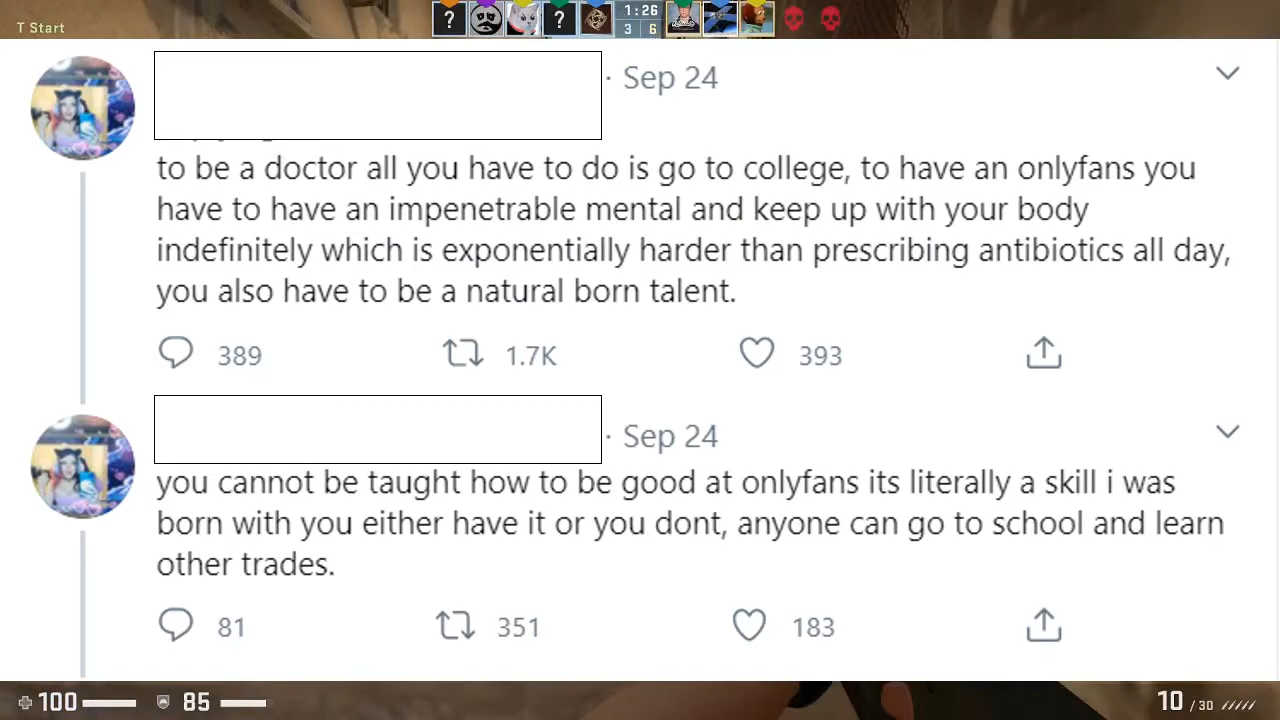 T Start
?
?
1:26
3 6
· Sep 24
to be a doctor all you have to do is go to college, to have an onlyfans you
have to have an impenetrable mental and keep up with your body
indefinitely which is exponentially harder than prescribing antibiotics all day,
you also have to be a natural born talent.
389 1.7K 393
· Sep 24
you cannot be taught how to be good at onlyfans its literally a skill i was
born with you either have it or you dont, anyone can go to school and learn
other trades.
81 351 183
100 85 10 / 30